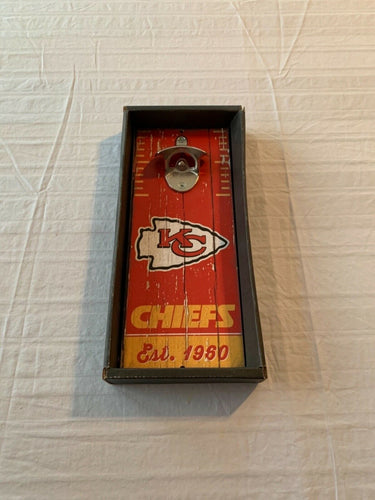 KC
CHIEFS
Est. 1960